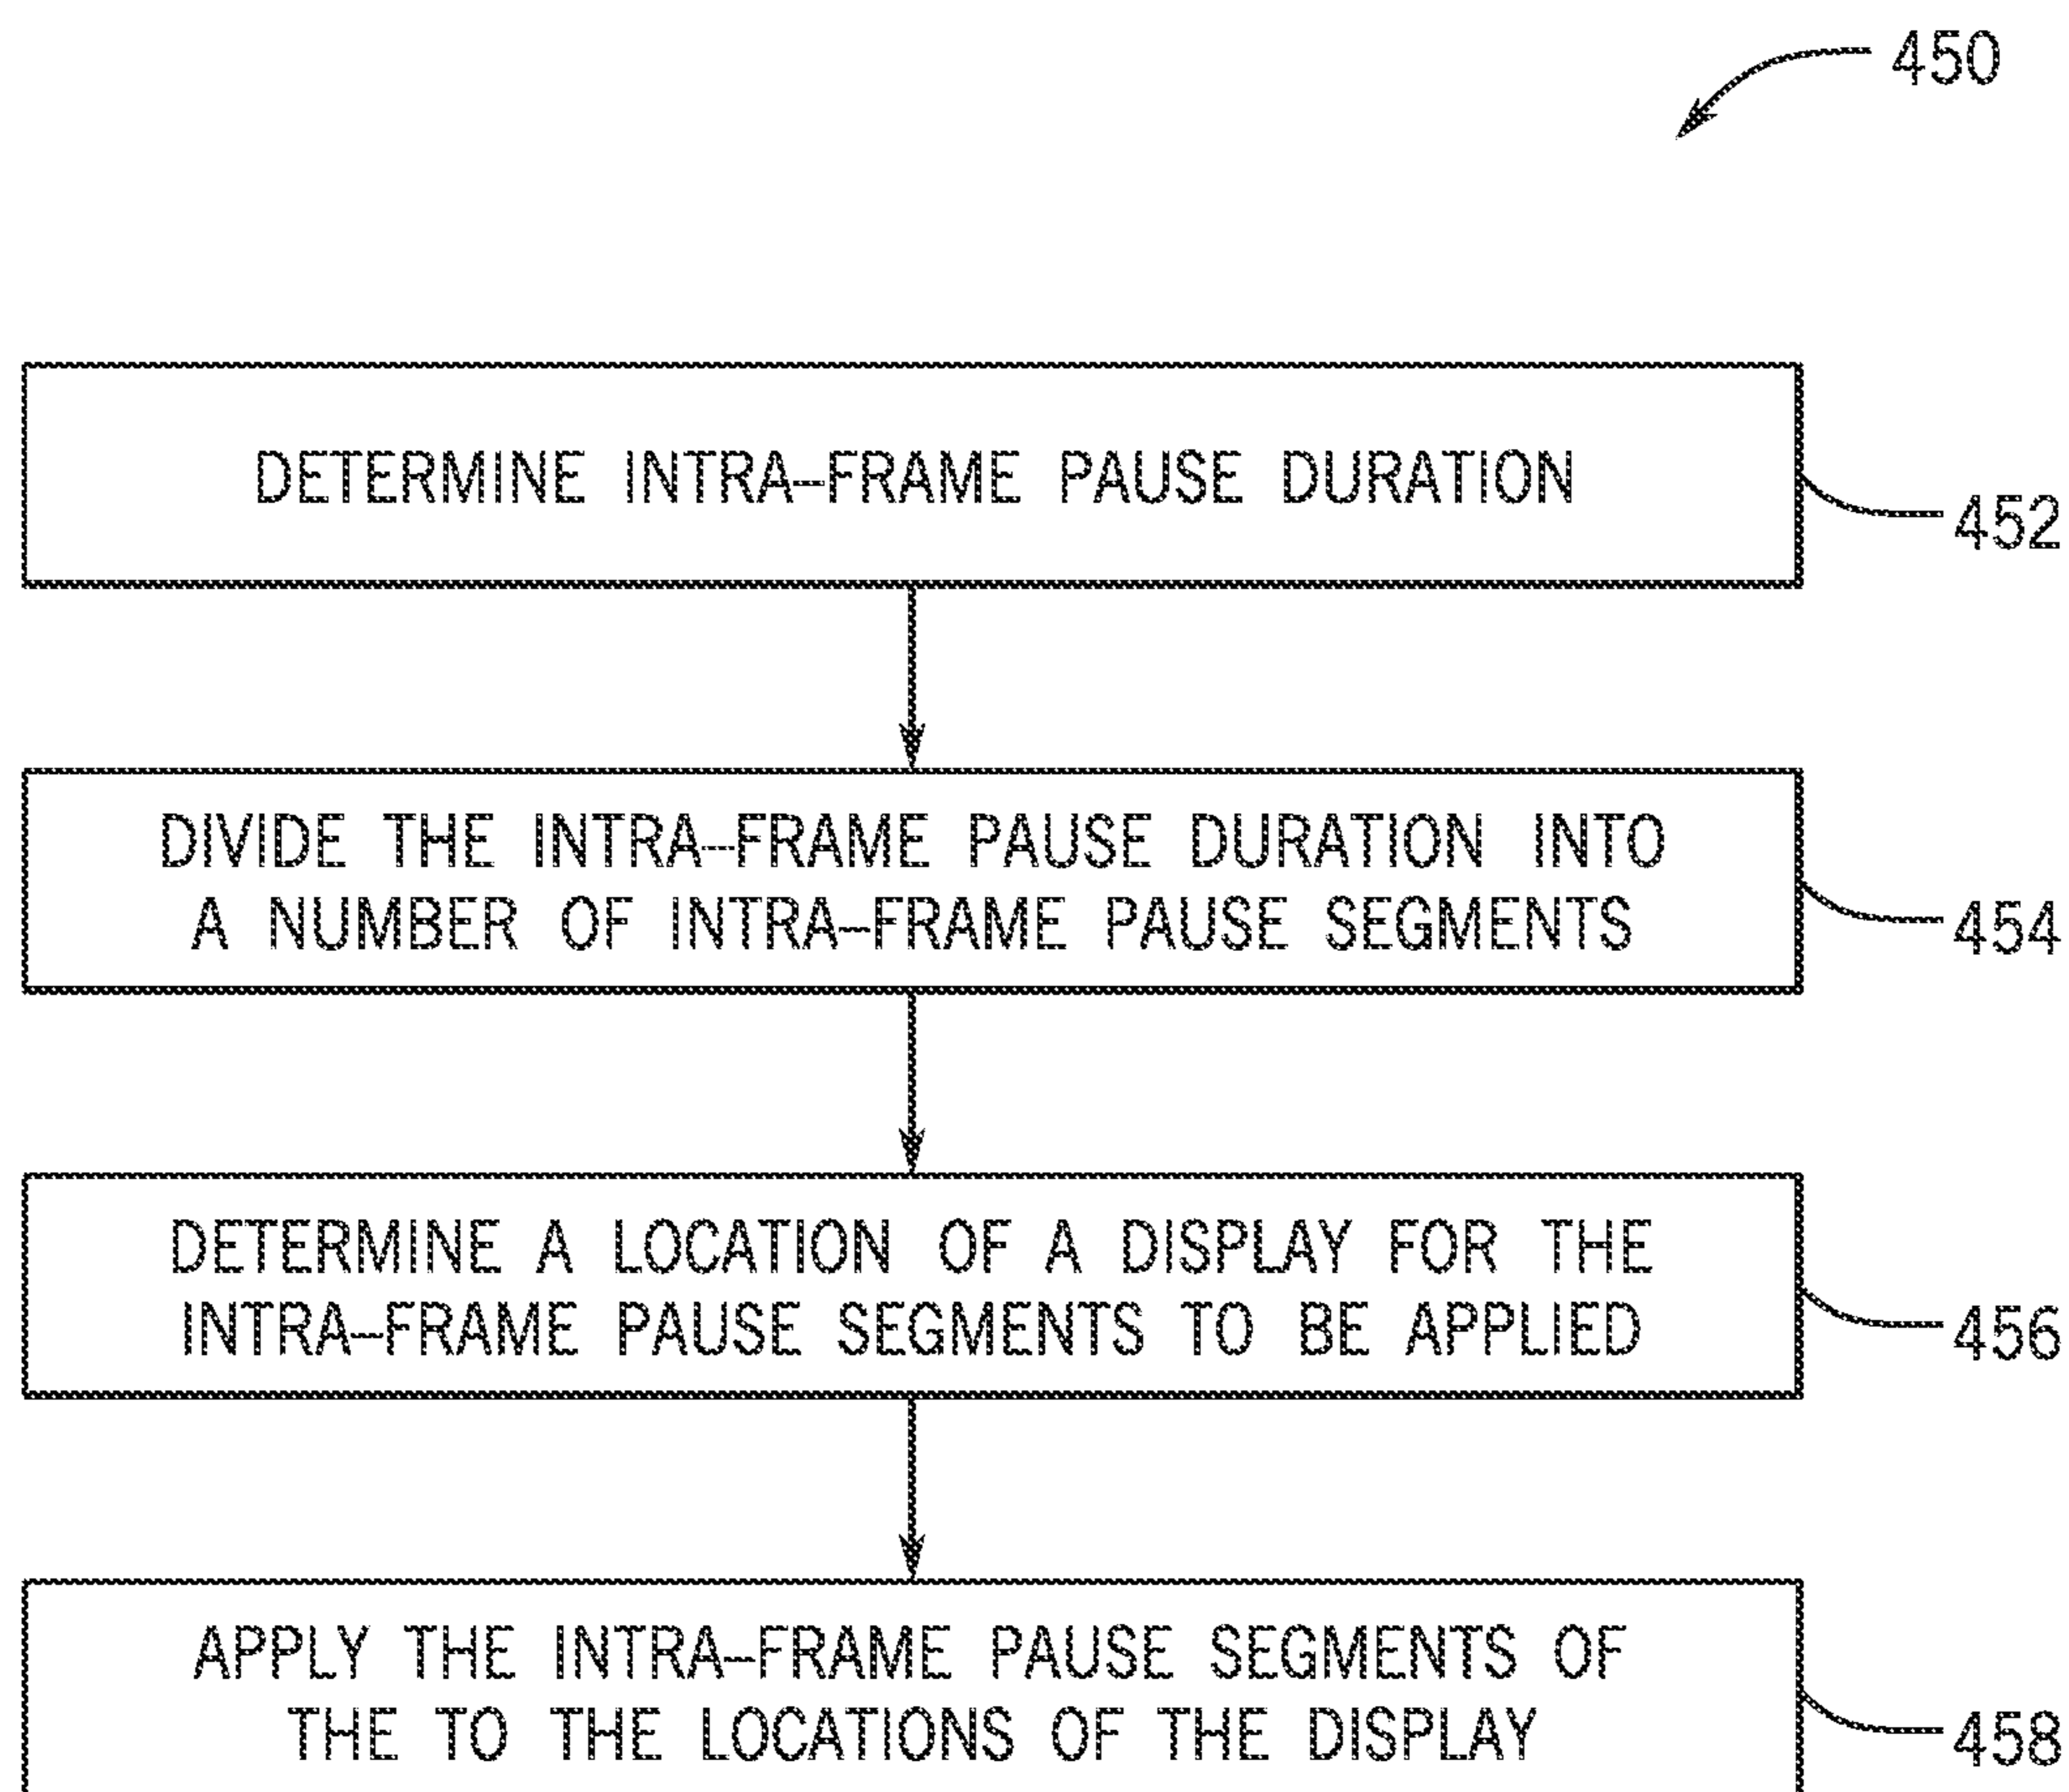 450
DETERMINE INTRA-FRAME PAUSE DURATION
452
DIVIDE THE INTRA-FRAME PAUSE DURATION INTO
A NUMBER OF INTRA-FRAME PAUSE SEGMENTS
454
DETERMINE A LOCATION OF A DISPLAY FOR THE
INTRA-FRAME PAUSE SEGMENTS TO BE APPLIED
456
APPLY THE INTRA-FRAME PAUSE SEGMENTS OF
THE TO THE LOCATIONS OF THE DISPLAY
458